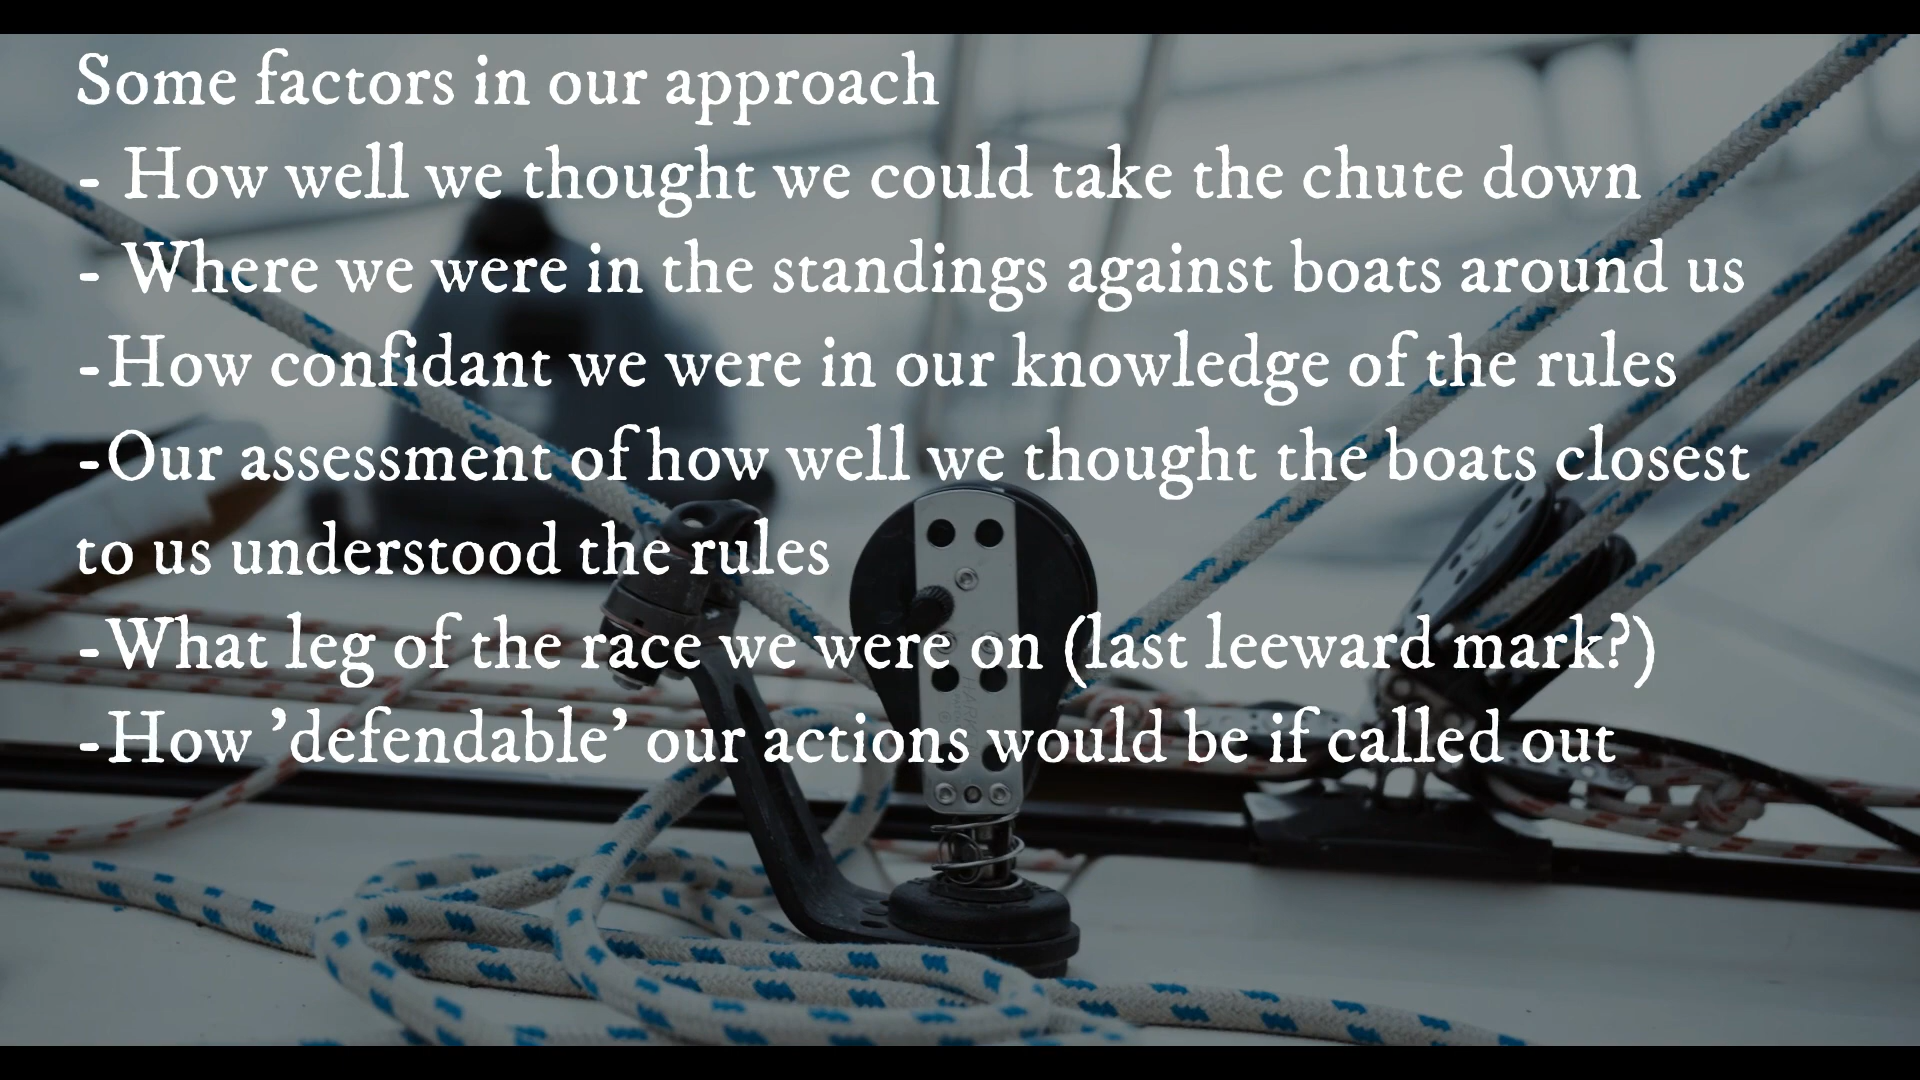 Some factors in our approach
- How well we thought we could take the chute down
- Where we were in the standings against boats around us
-How confidant we were in our knowledge of the rules
-Our assessment of how well we thought the boats closest
to us understood the rules
-What leg of the race we were on (last leeward mark?)
-How 'defendable' our actions would be if called out